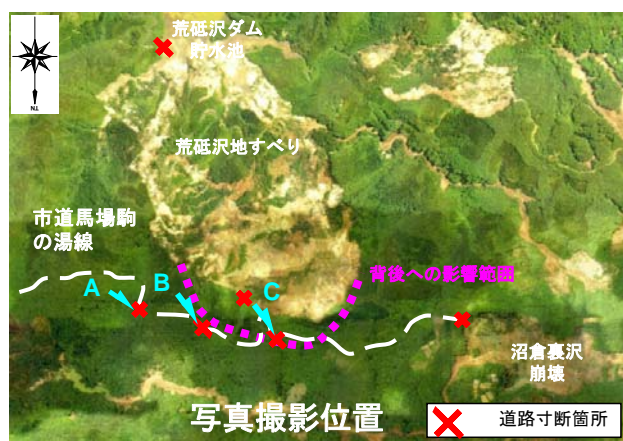 荒砥沢ダム
貯水池
荒砥沢地すべり
市道馬場駒
の湯線
背後への影響範囲
A
B
C
沼倉裏沢
崩壊
写真撮影位置
道路寸断箇所